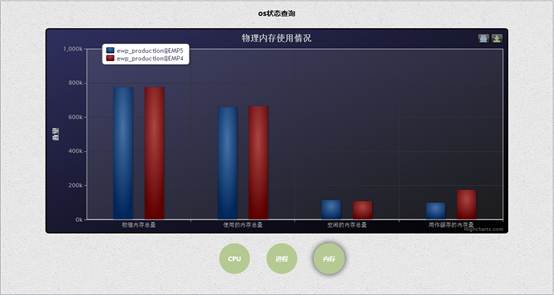 os状态查询
物理内存使用情况
ewp_production@EMP5
ewp_production@EMP4
1,000k
800k
600k
400k
200k
0k
数量
物理内存总量
使用的内存总量
空闲的内存总量
用作缓存的内存总量
Highcharts.com
CPU
进程
内存